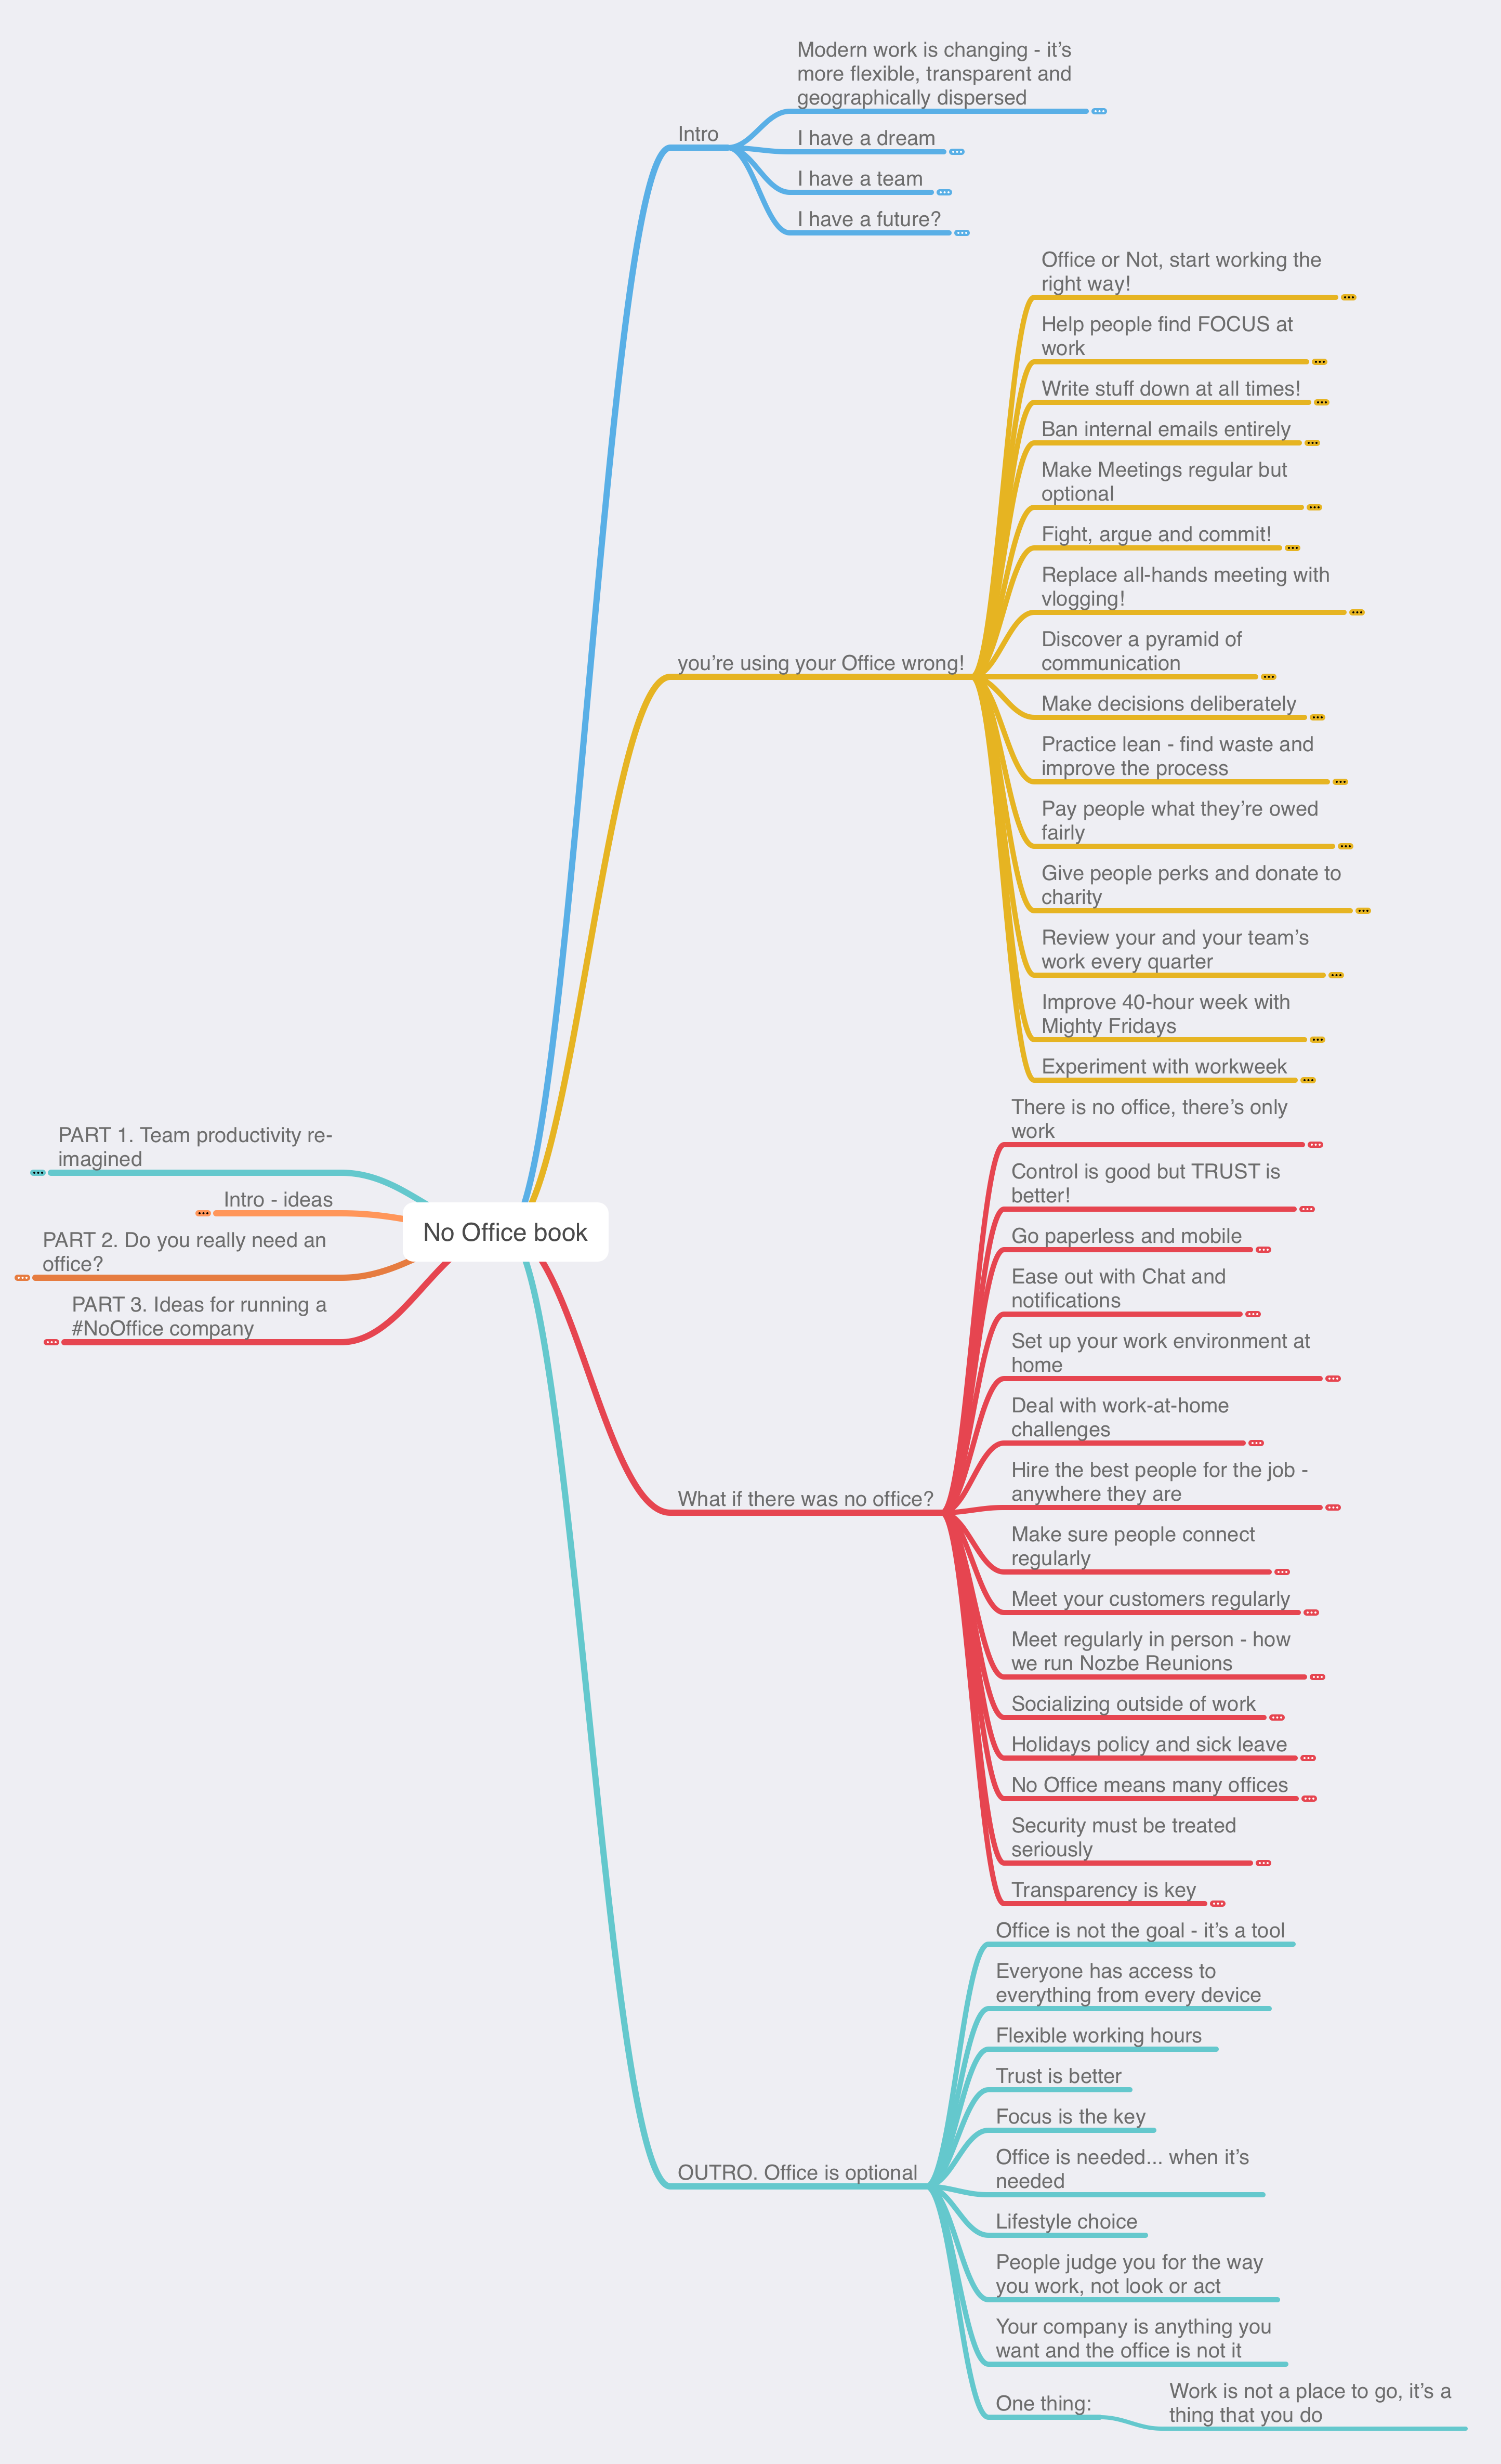 Modern work is changing - it’s
more flexible, transparent and
geographically dispersed
Intro
I have a dream
I have a team
I have a future?
Office or Not, start working the
right way!
Help people find FOCUS at
work
Write stuff down at all times!
Ban internal emails entirely
Make Meetings regular but
optional
Fight, argue and commit!
Replace all-hands meeting with
vlogging!
Discover a pyramid of
communication
you’re using your Office wrong!
Make decisions deliberately
Practice lean - find waste and
improve the process
Pay people what they’re owed
fairly
Give people perks and donate to
charity
Review your and your team’s
work every quarter
Improve 40-hour week with
Mighty Fridays
Experiment with workweek
PART 1. Team productivity re-
imagined
Intro - ideas
PART 2. Do you really need an
office?
PART 3. Ideas for running a
#NoOffice company
No Office book
There is no office, there’s only
work
Control is good but TRUST is
better!
Go paperless and mobile
Ease out with Chat and
notifications
Set up your work environment at
home
Deal with work-at-home
challenges
Hire the best people for the job -
anywhere they are
What if there was no office?
Make sure people connect
regularly
Meet your customers regularly
Meet regularly in person - how
we run Nozbe Reunions
Socializing outside of work
Holidays policy and sick leave
No Office means many offices
Security must be treated
seriously
Transparency is key
Office is not the goal - it’s a tool
Everyone has access to
everything from every device
Flexible working hours
Trust is better
Focus is the key
Office is needed... when it’s
needed
OUTRO. Office is optional
Lifestyle choice
People judge you for the way
you work, not look or act
Your company is anything you
want and the office is not it
One thing:
Work is not a place to go, it’s a
thing that you do